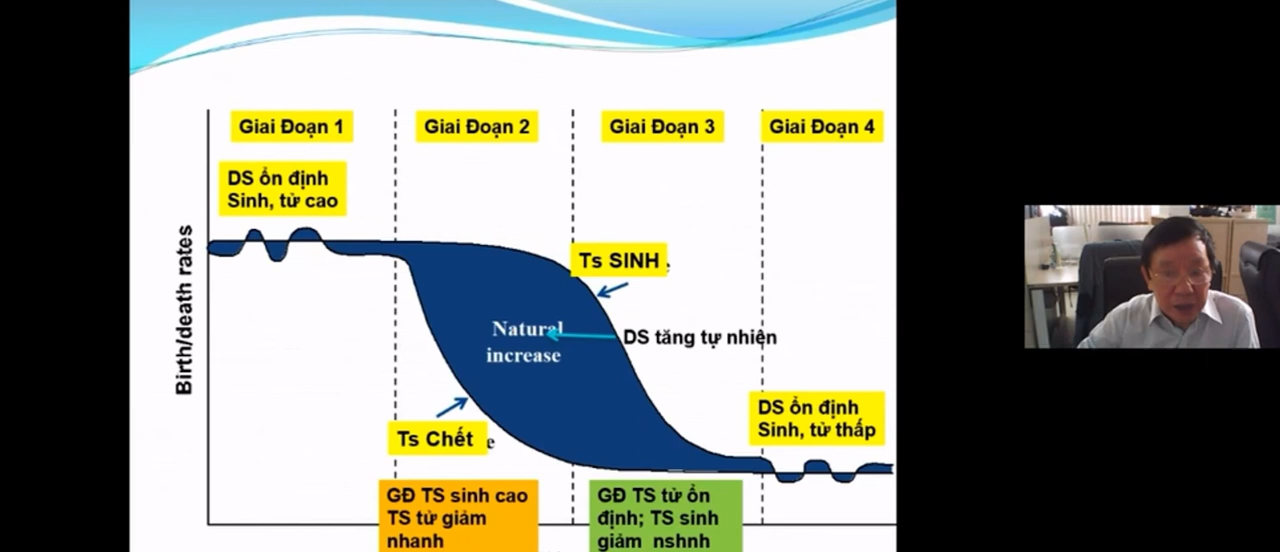 Giai Đoạn 1
Giai Đoạn 2
Giai Đoạn 3
Giai Đoạn 4
DS ổn định
Sinh, tử cao
Birth/death rates
Ts SINH
Natural
increase
DS tăng tự nhiên
Ts Chết e
DS ổn định
Sinh, tử thấp
GĐ TS sinh cao
TS tử giảm
nhanh
GĐ TS tử ổn
định; TS sinh
giảm nshnh